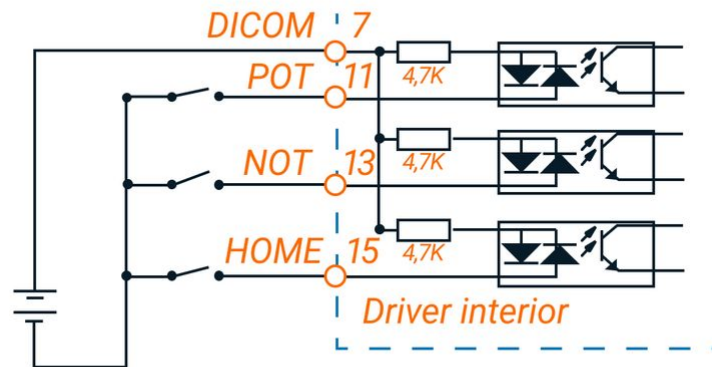 DICOM 7
4,7K
POT 11
4,7K
NOT 13
4,7K
HOME 15
Driver interior